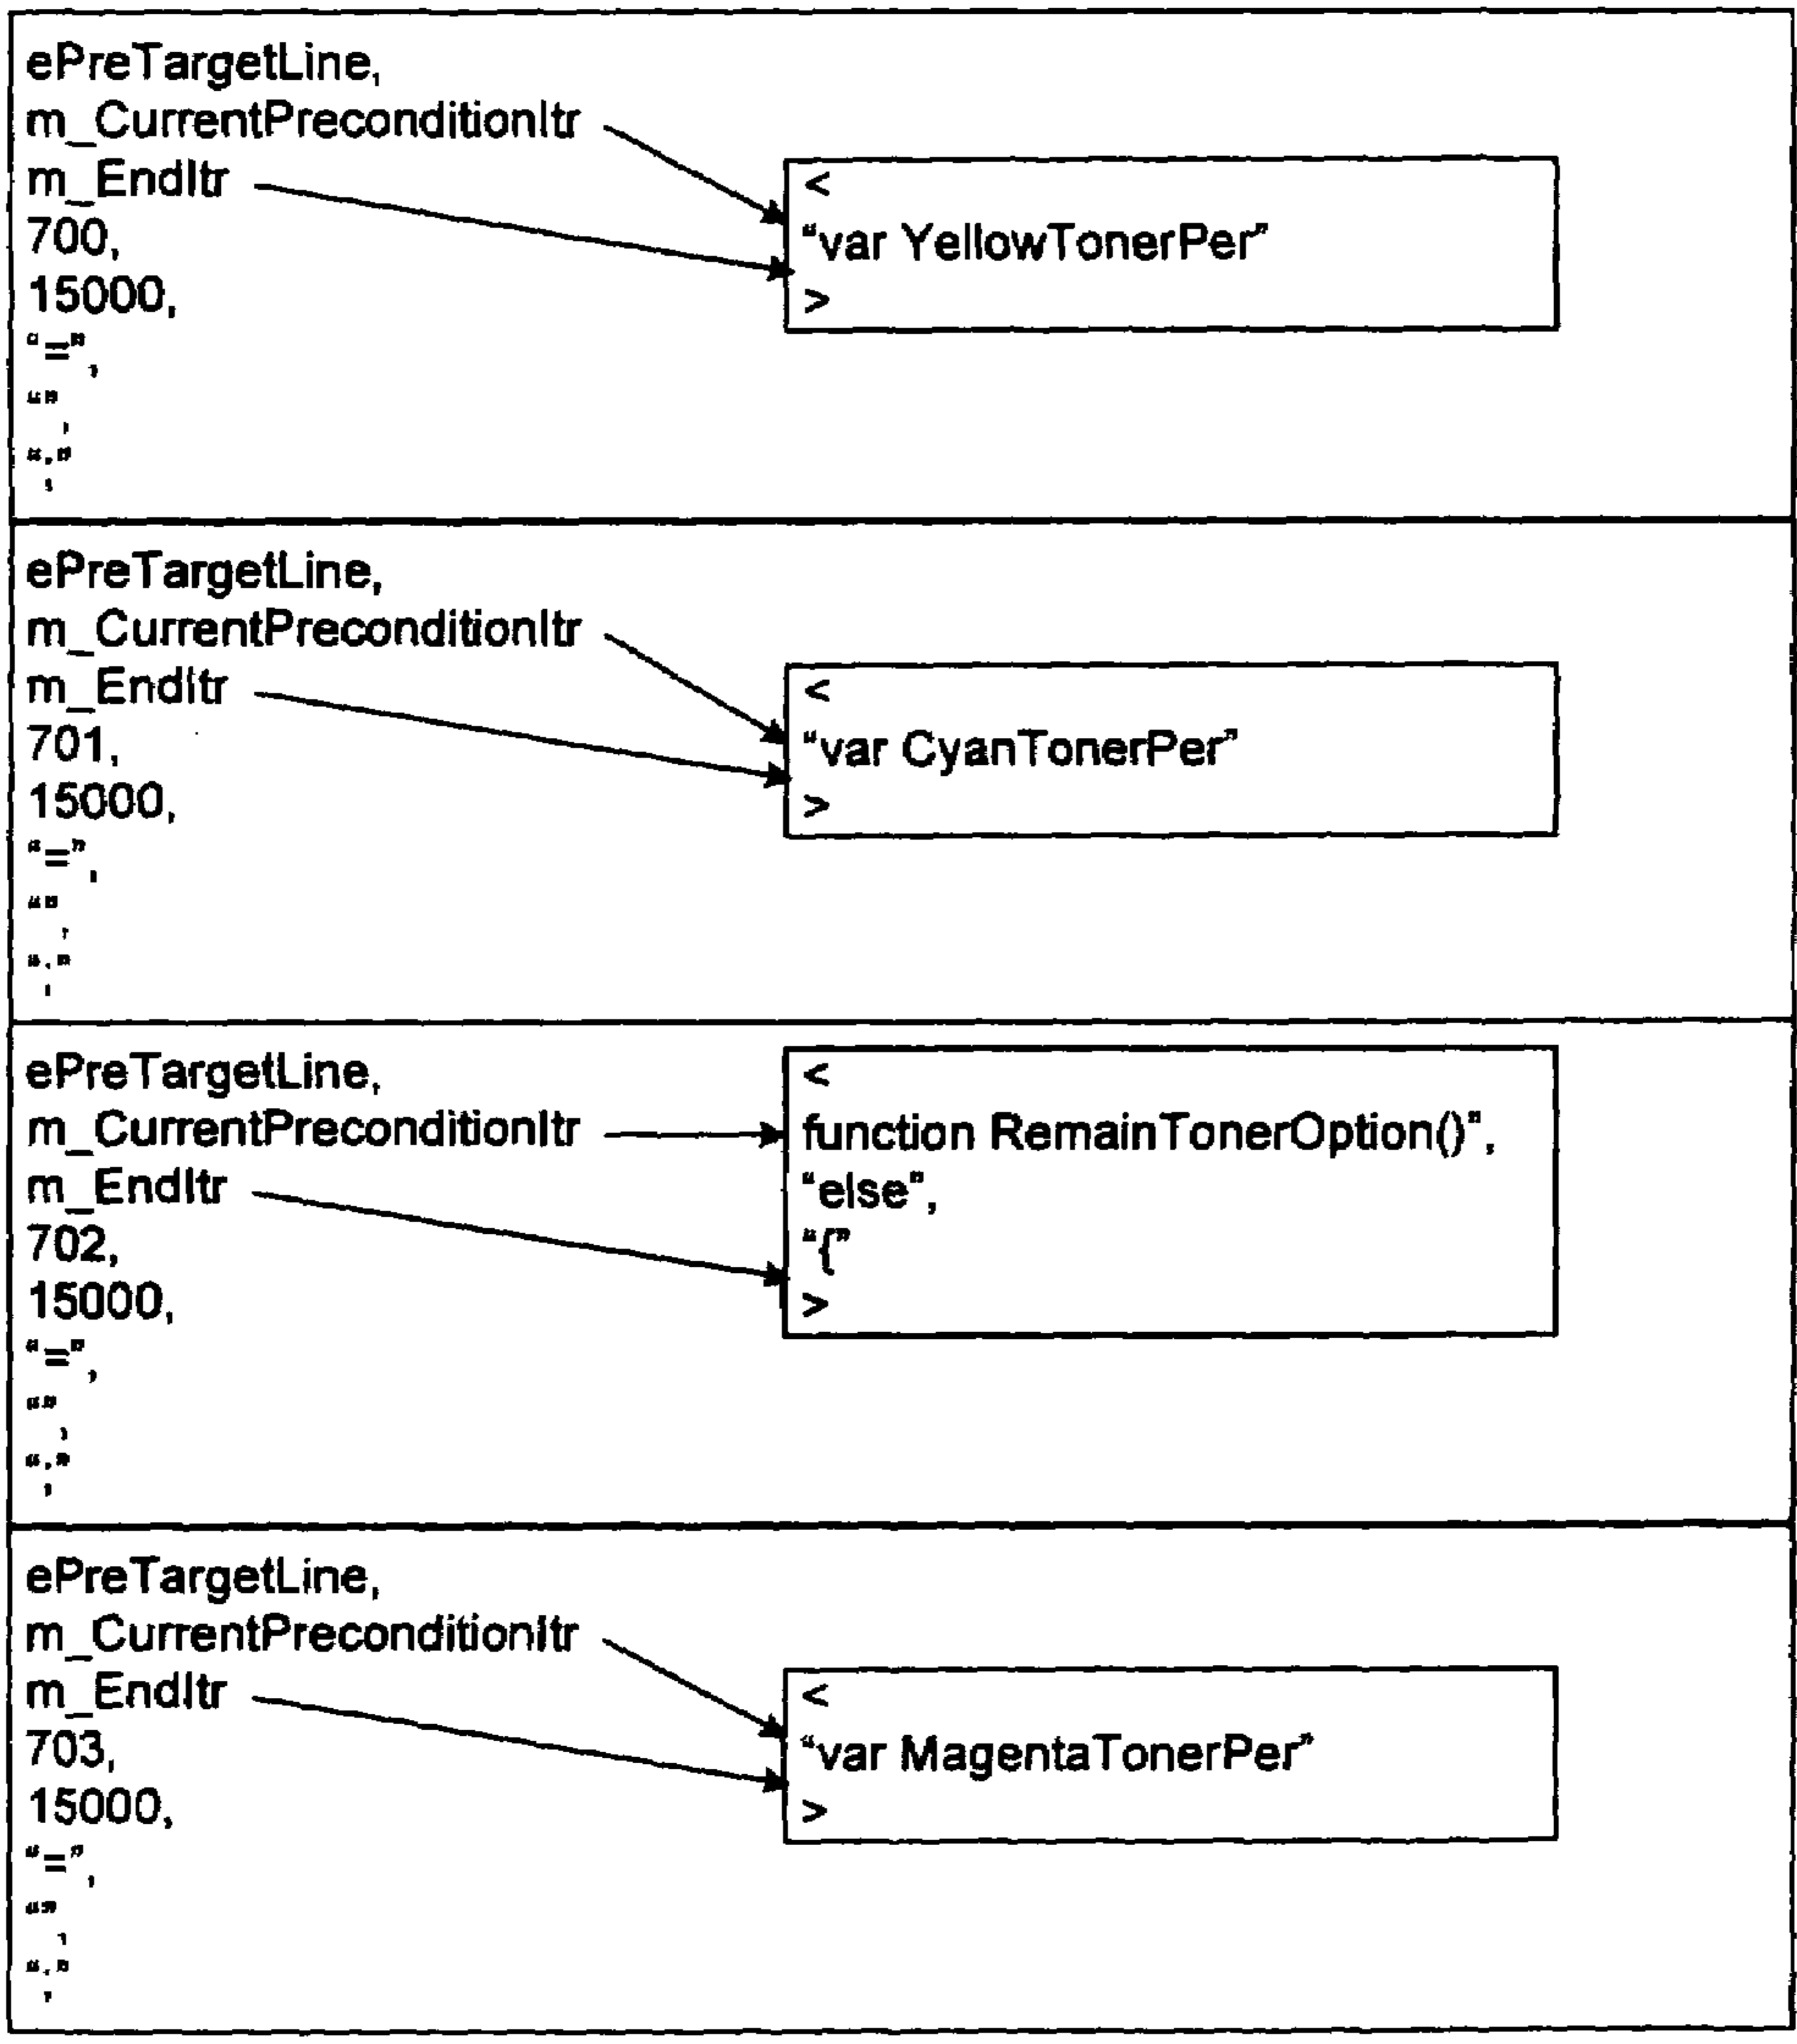 ePreTargetLine,
m_CurrentPreconditionItr
m_EndItr
700,
15000,
“=”,
“”,
“,”,
<
“var YellowTonerPer”
>
ePreTargetLine,
m_CurrentPreconditionItr
m_EndItr
701,
15000,
“=”,
“”,
“,”,
<
“var CyanTonerPer”
>
ePreTargetLine,
m_CurrentPreconditionItr
m_EndItr
702,
15000,
“=”,
“”,
“,”,
<
function RemainTonerOption()”,
“else”,
“{”
>
ePreTargetLine,
m_CurrentPreconditionItr
m_EndItr
703,
15000,
“=”,
“”,
“,”,
<
“var MagentaTonerPer”
>